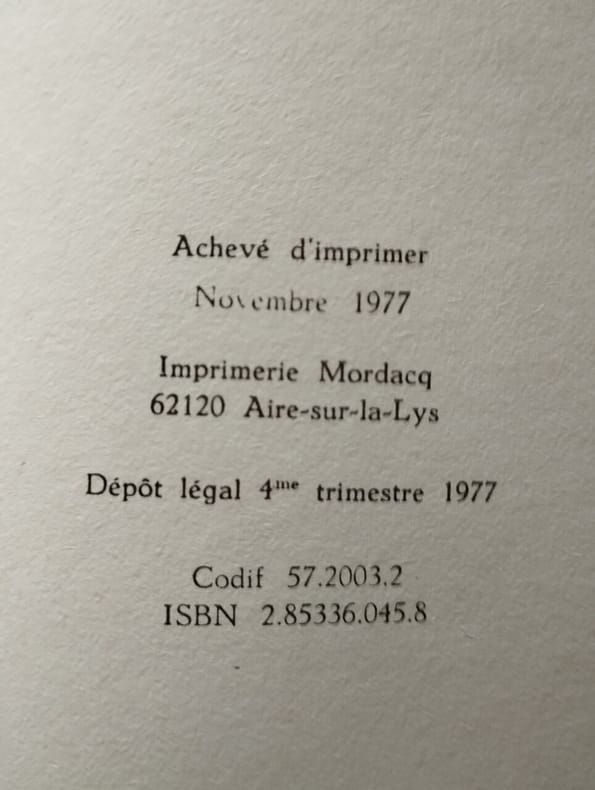 Achevé d'imprimer
Novembre 1977
Imprimerie Mordacq
62120 Aire-sur-la-Lys
Dépôt légal 4me trimestre 1977
Codif 57.2003.2
ISBN 2.85336.045.8